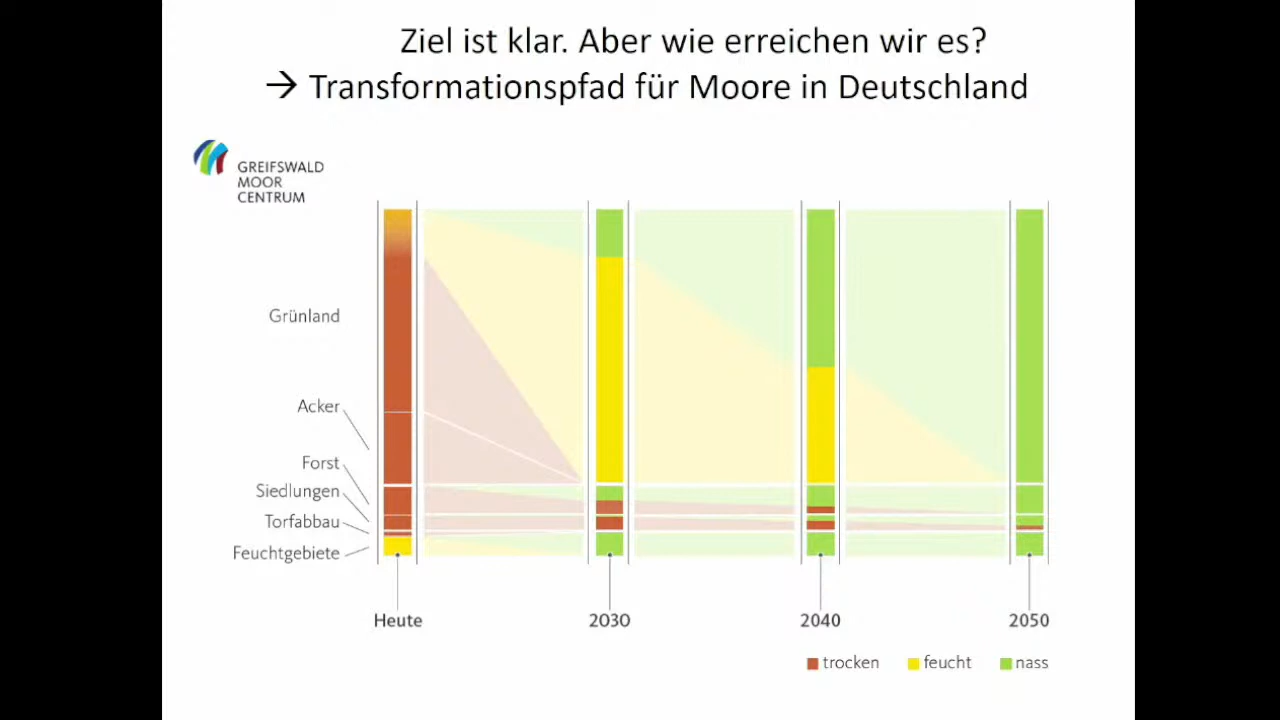 Ziel ist klar. Aber wie erreichen wir es?
→ Transformationspfad für Moore in Deutschland
GREIFSWALD
MOOR
CENTRUM
Grünland
Acker
Forst
Siedlungen
Torfabbau
Feuchtgebiete
Heute 2030 2040 2050
trocken feucht nass